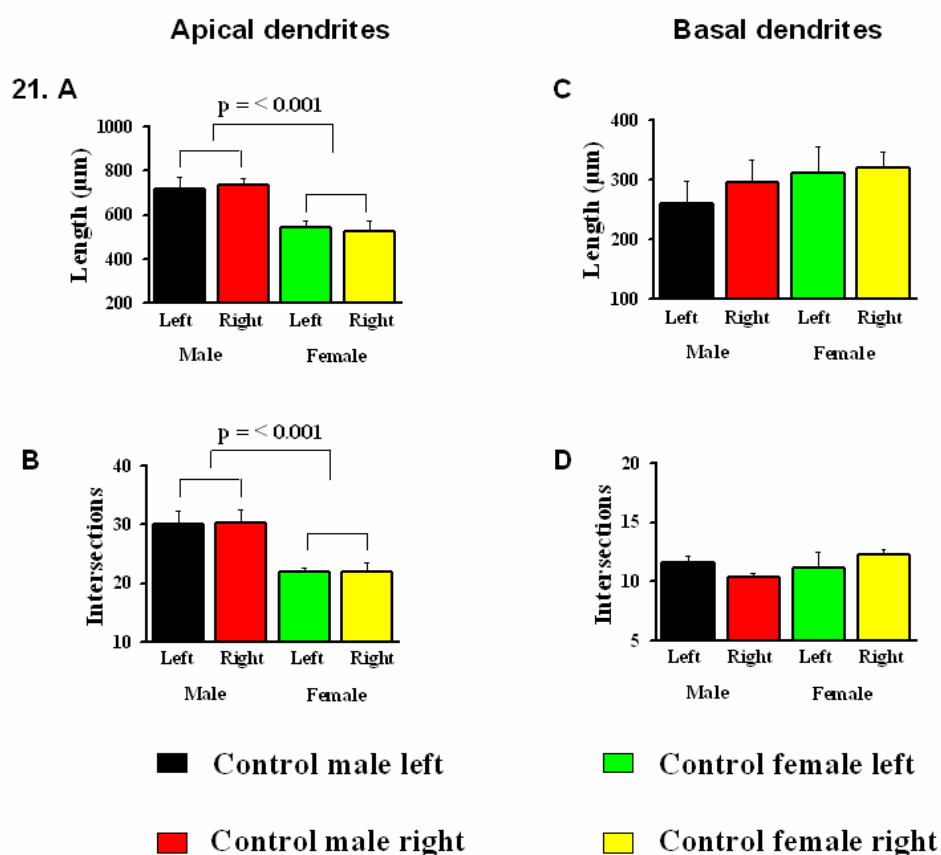 Apical dendrites
Basal dendrites
21. A
p = < 0.001
1000
800
600
400
200
Length (µm)
Left Right Left Right
Male Female
C
400
300
200
100
Length (µm)
Left Right Left Right
Male Female
B
p = < 0.001
40
30
20
10
Intersections
Left Right Left Right
Male Female
D
20
15
10
5
Intersections
Left Right Left Right
Male Female
Control male left
Control female left
Control male right
Control female right